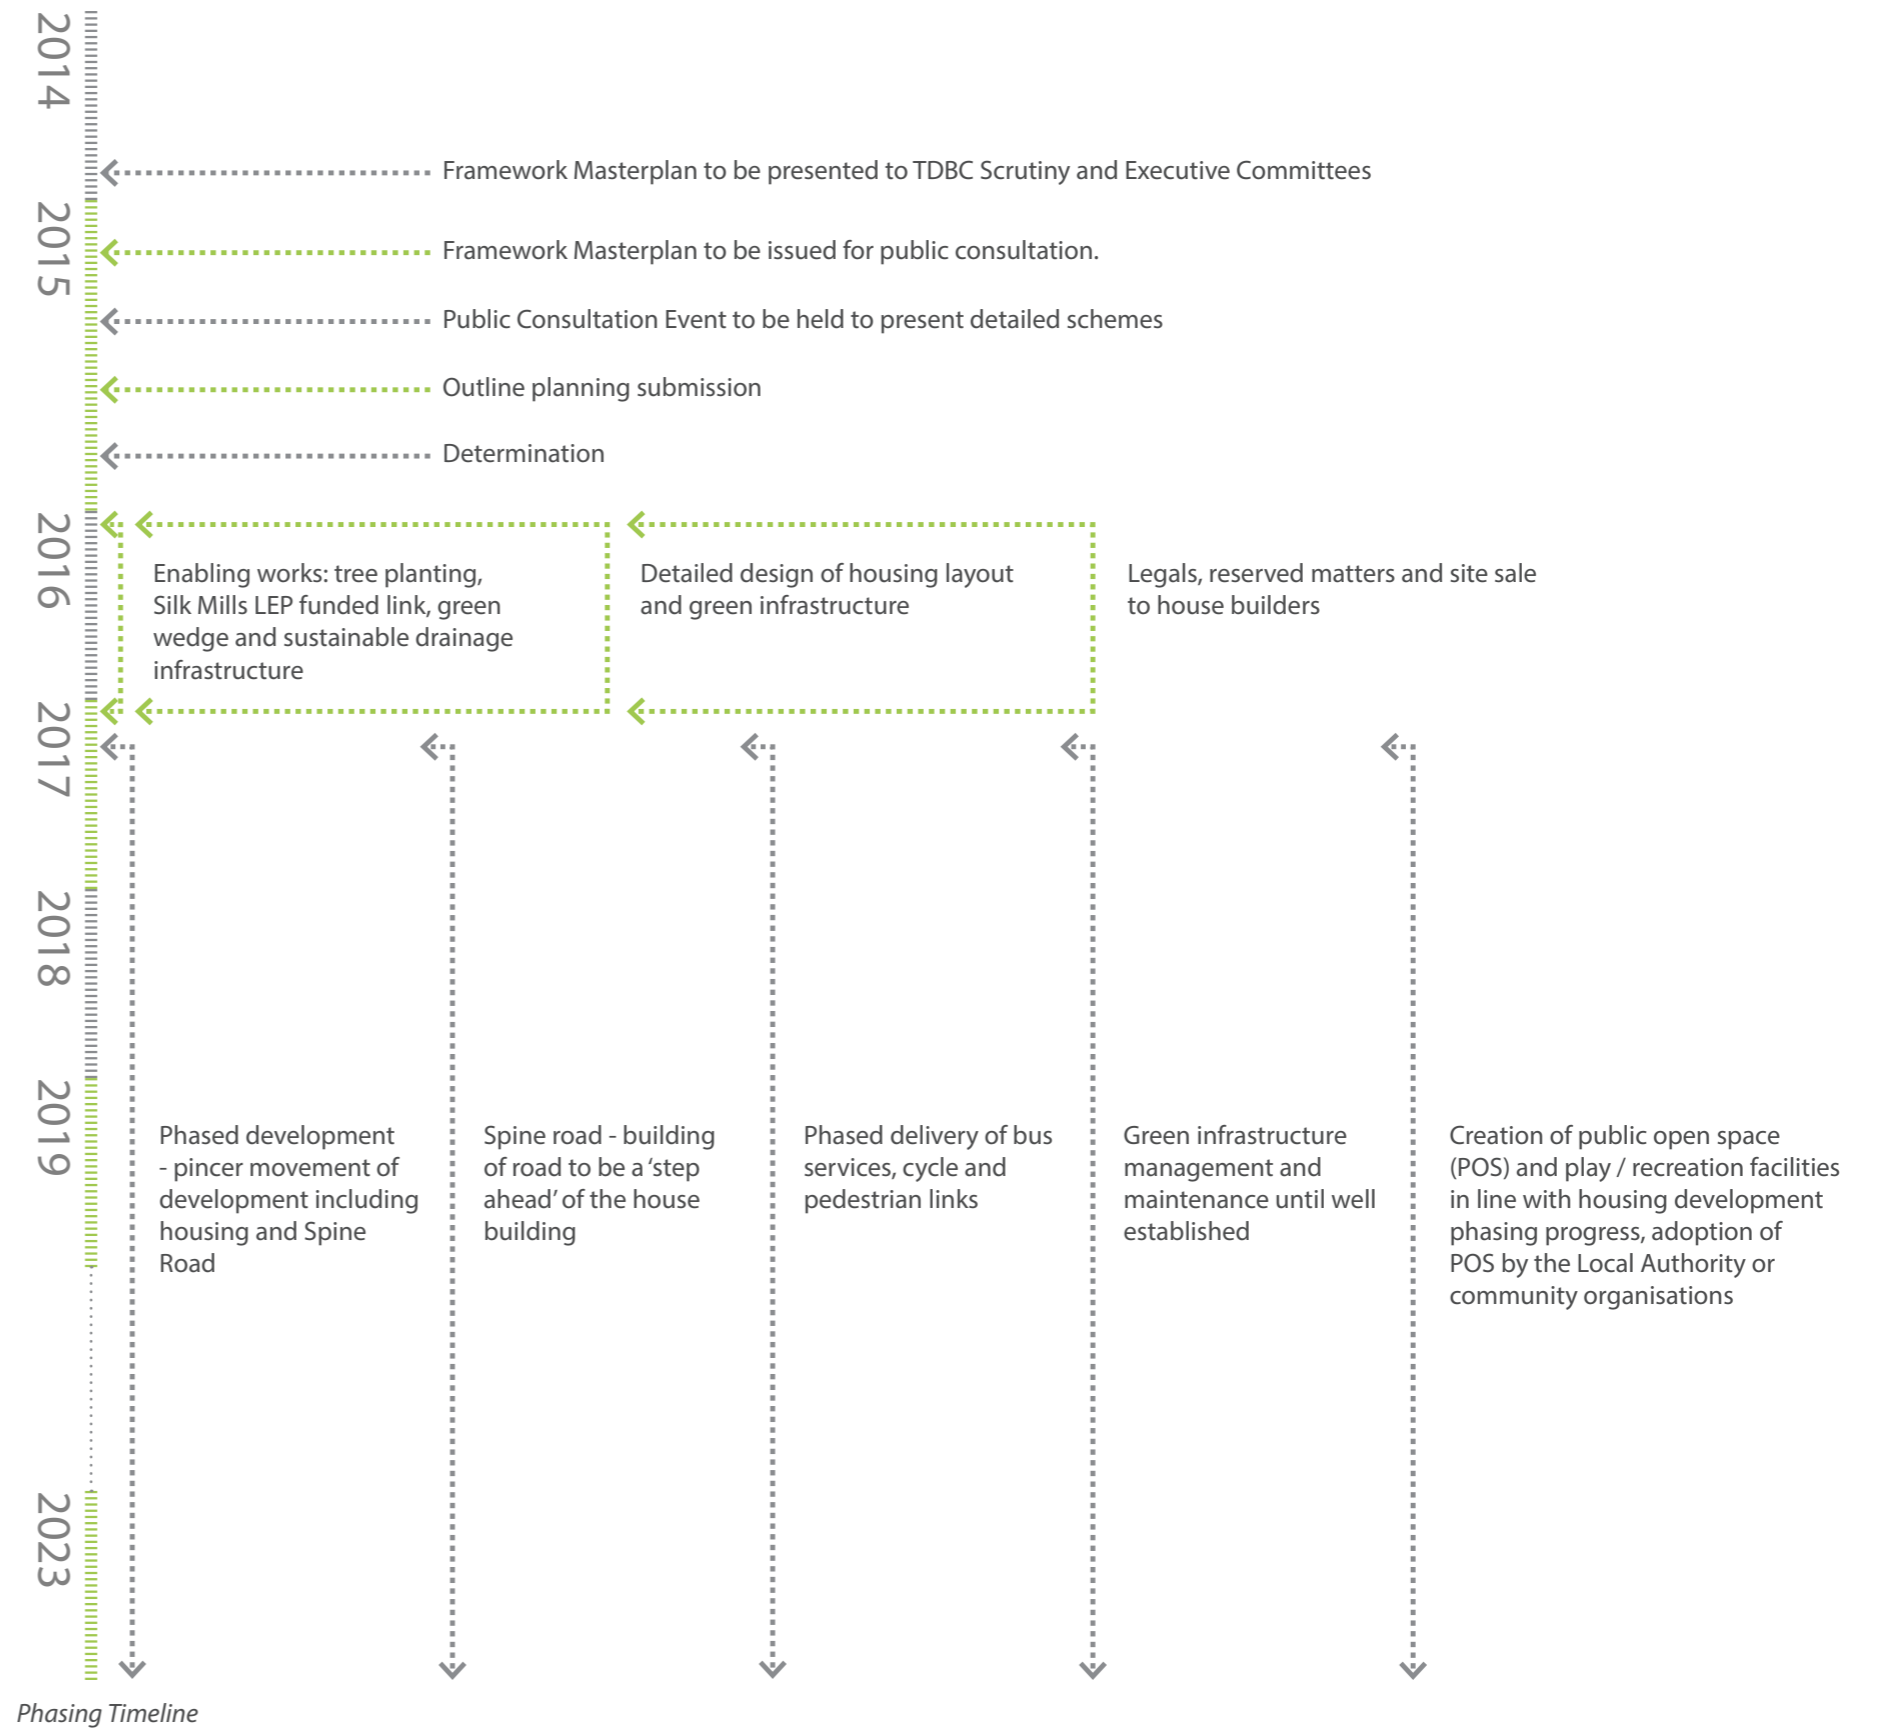 2014
Framework Masterplan to be presented to TDBC Scrutiny and Executive Committees
2015
Framework Masterplan to be issued for public consultation.
Public Consultation Event to be held to present detailed schemes
Outline planning submission
Determination
2016
Enabling works: tree planting,
Silk Mills LEP funded link, green
wedge and sustainable drainage
infrastructure
Detailed design of housing layout
and green infrastructure
Legals, reserved matters and site sale
to house builders
2017
2018
2019
Phased development
- pincer movement of
development including
housing and Spine
Road
Spine road - building
of road to be a ‘step
ahead’ of the house
building
Phased delivery of bus
services, cycle and
pedestrian links
Green infrastructure
management and
maintenance until well
established
Creation of public open space
(POS) and play / recreation facilities
in line with housing development
phasing progress, adoption of
POS by the Local Authority or
community organisations
2023
Phasing Timeline